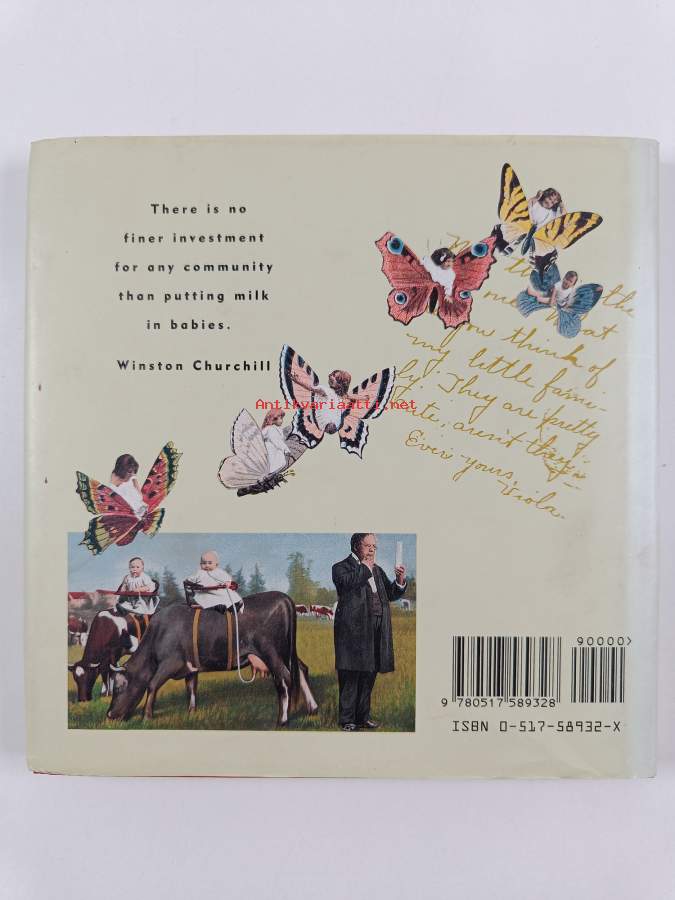 There is no
finer investment
for any community
than putting milk
in babies.
Winston Churchill
Antikvariaatti.net
the
one
you think of
my little fami-
ly. They are pretty
cute, aren't they?
Ever yours,
Viola.
90000>
9 780517 589328
ISBN 0-517-58932-X